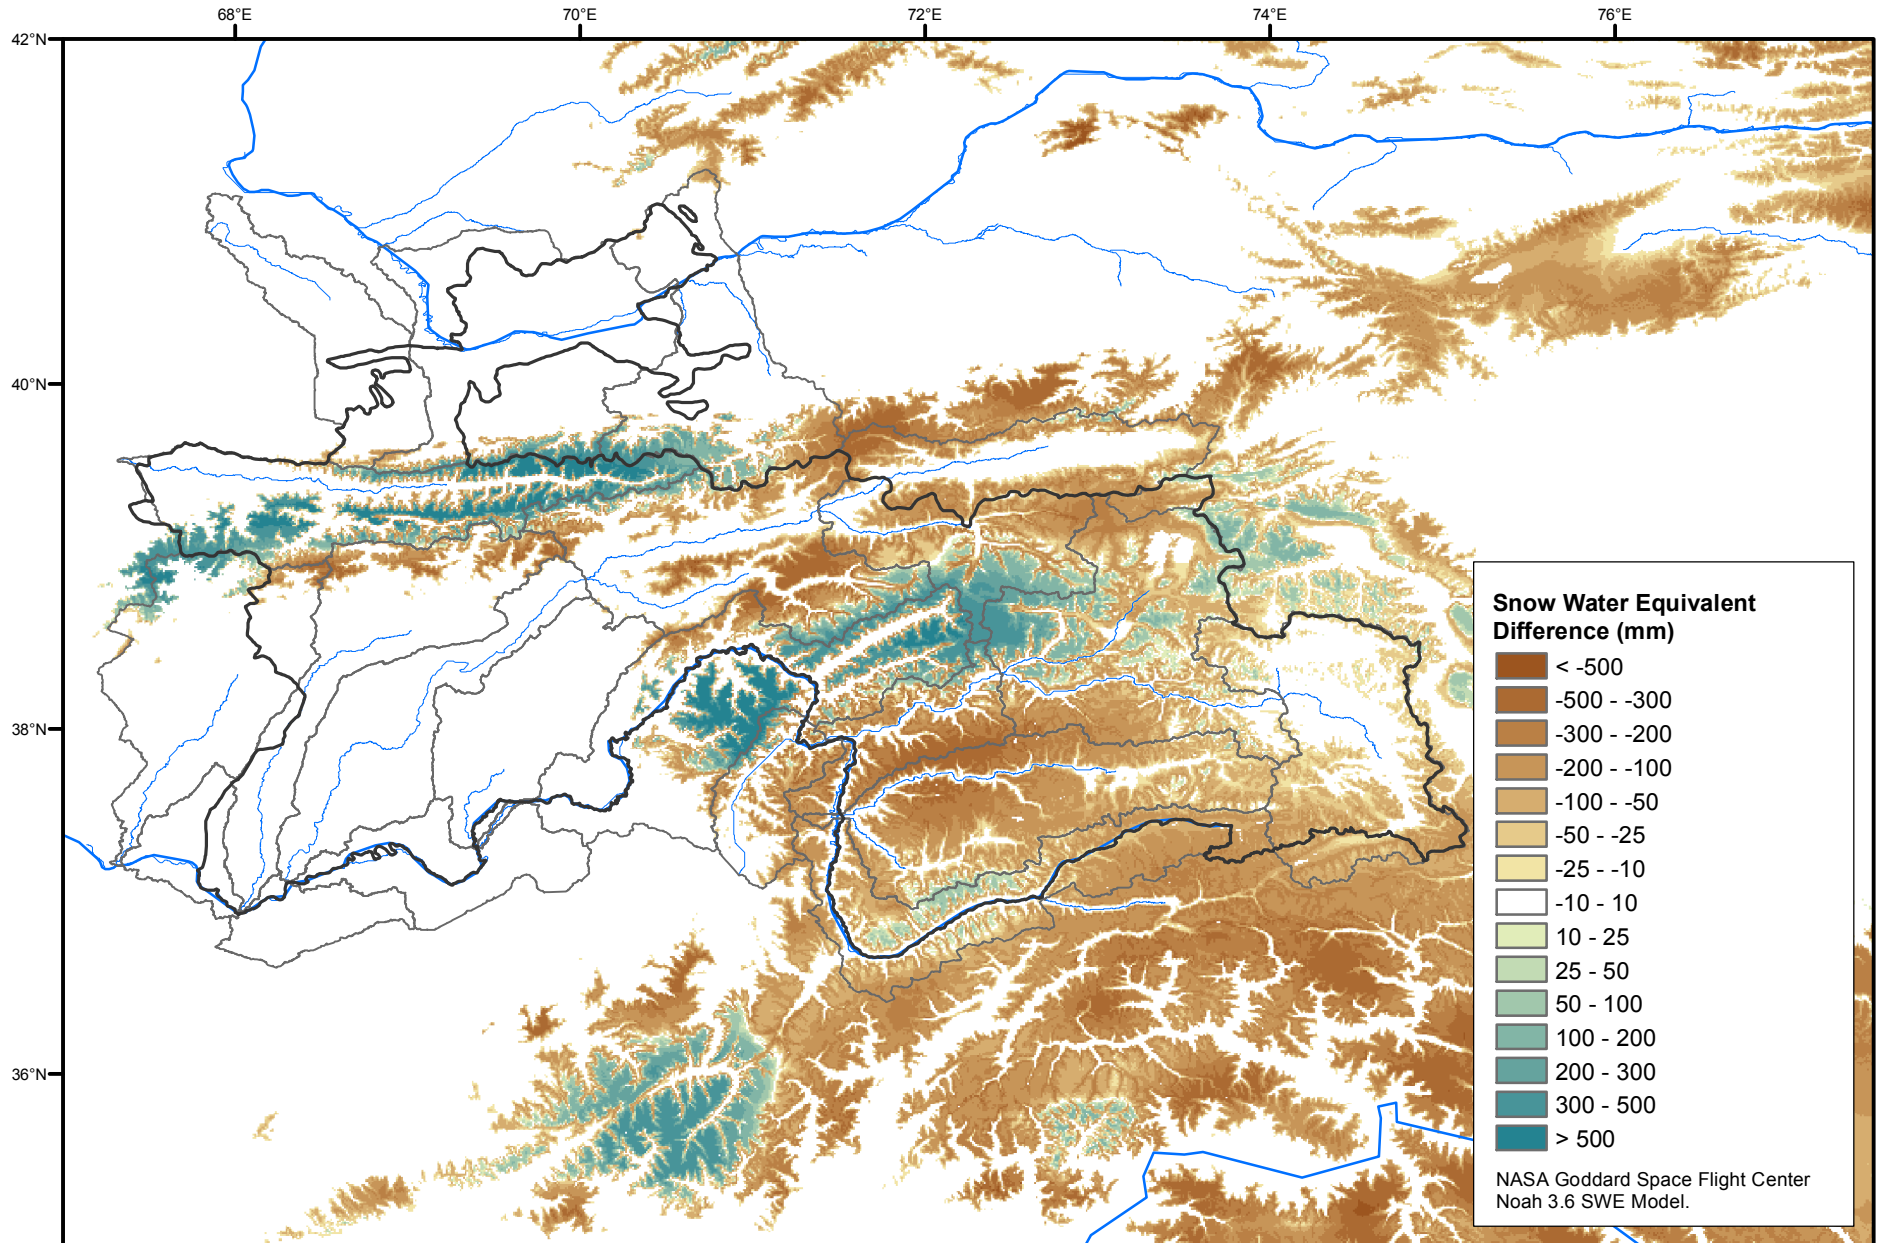 68°E 70°E 72°E 74°E 76°E
42°N
40°N
38°N
36°N
Snow Water Equivalent
Difference (mm)
< -500
-500 - -300
-300 - -200
-200 - -100
-100 - -50
-50 - -25
-25 - -10
-10 - 10
10 - 25
25 - 50
50 - 100
100 - 200
200 - 300
300 - 500
> 500
NASA Goddard Space Flight Center
Noah 3.6 SWE Model.